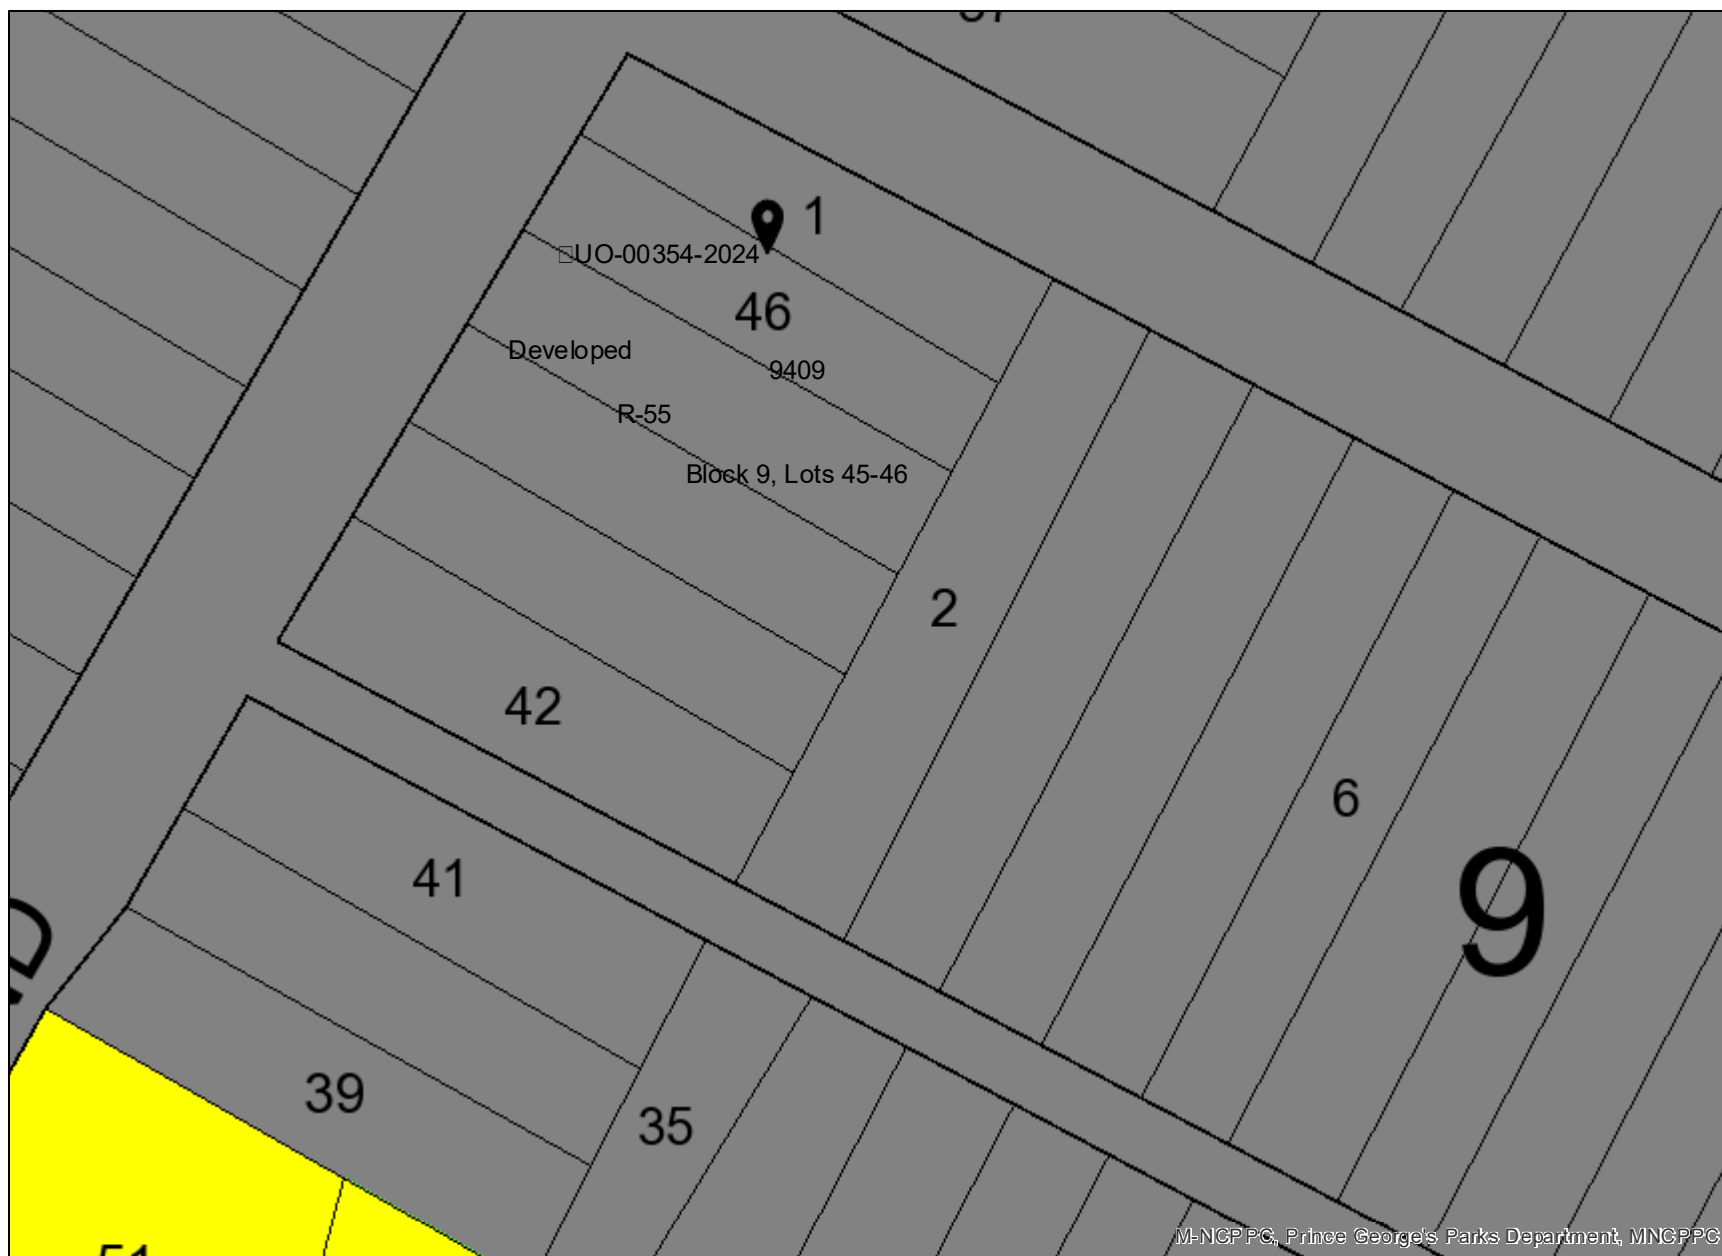 1
UO-00354-2024
46
Developed
9409
R-55
Block 9, Lots 45-46
2
42
6
41
9
39
35
51
M-NCPPC, Prince George's Parks Department, MNCPPC